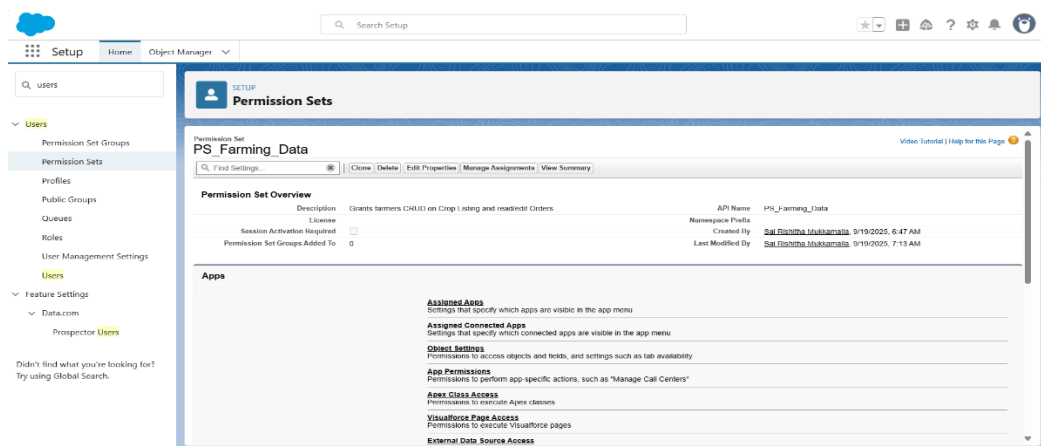 Search Setup
Setup
Home
Object Manager
users
Users
Permission Set Groups
Permission Sets
Profiles
Public Groups
Queues
Roles
User Management Settings
Users
Feature Settings
Data.com
Prospector Users
Didn't find what you're looking for?
Try using Global Search.
SETUP
Permission Sets
Permission Set
PS_Farming_Data
Video Tutorial | Help for this Page
Find Settings...
Clone Delete Edit Properties Manage Assignments View Summary
Permission Set Overview
Description Grants farmers CRUD on Crop Listing and read/edit Orders API Name PS_Farming_Data
License Namespace Prefix
Session Activation Required Created By Sai Rishitha Mukkamalla, 9/19/2025, 6:47 AM
Permission Set Groups Added To 0 Last Modified By Sai Rishitha Mukkamalla, 9/19/2025, 7:13 AM
Apps
Assigned Apps
Settings that specify which apps are visible in the app menu
Assigned Connected Apps
Settings that specify which connected apps are visible in the app menu
Object Settings
Permissions to access objects and fields, and settings such as tab availability
App Permissions
Permissions to perform app-specific actions, such as "Manage Call Centers"
Apex Class Access
Permissions to execute Apex classes
Visualforce Page Access
Permissions to execute Visualforce pages
External Data Source Access